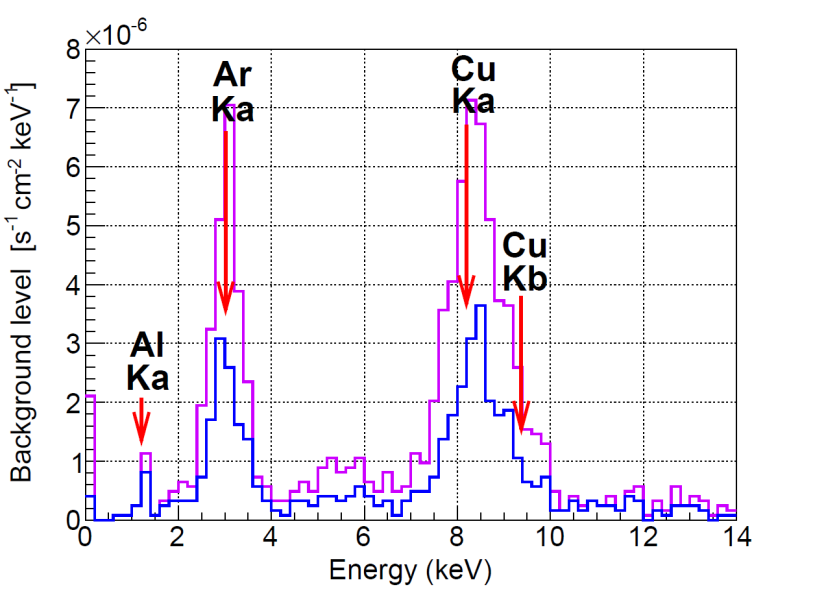 ×10⁻⁶
8
7
6
5
4
3
2
1
0
Background level [s⁻¹ cm⁻² keV⁻¹]
Ar
Ka
Cu
Ka
Cu
Kb
Al
Ka
0 2 4 6 8 10 12 14
Energy (keV)